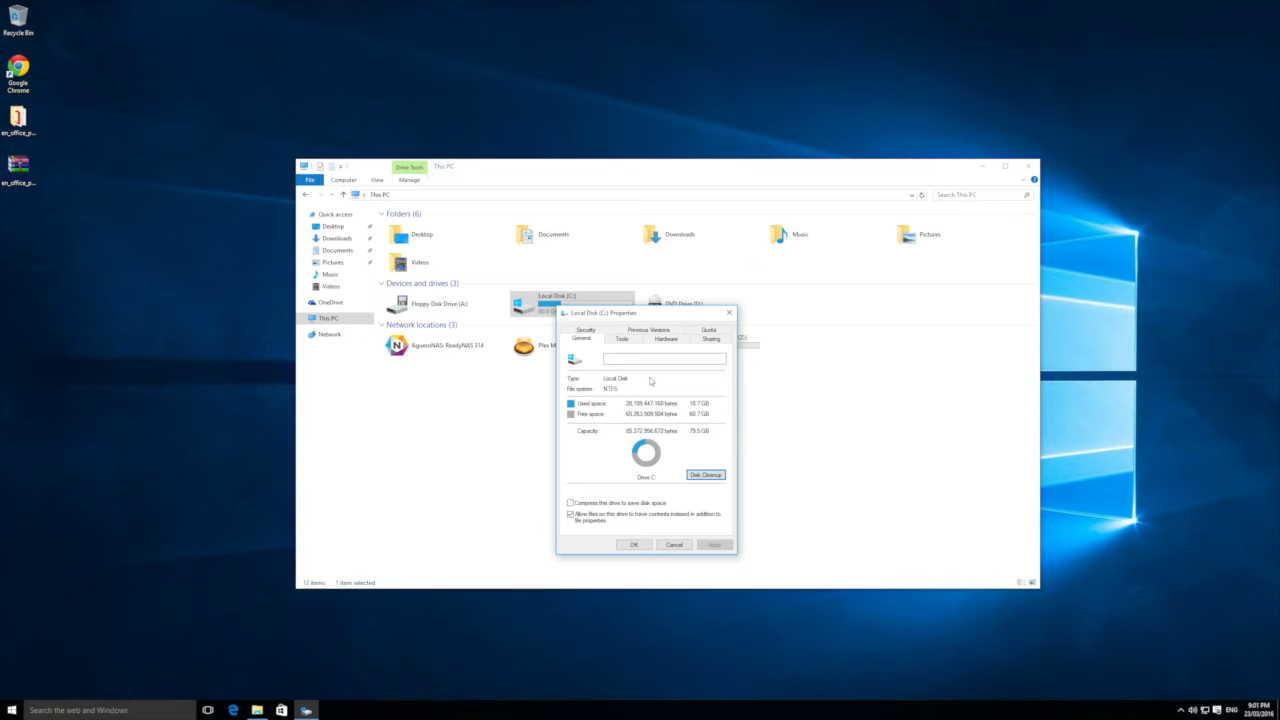 Recycle Bin
Google
Chrome
en_office_p...
en_office_p...
Drive Tools
This PC
File
Computer
View
Manage
This PC
Search This PC
Quick access
Desktop
Downloads
Documents
Pictures
Music
Videos
OneDrive
This PC
Network
Folders (6)
Desktop
Documents
Downloads
Music
Pictures
Videos
Devices and drives (3)
Floppy Disk Drive (A:)
Local Disk (C:)
DVD Drive (D:)
Network locations (3)
AgueroNAS: ReadyNAS 314
Plex M
(Z:)
Local Disk (C:) Properties
Security
Previous Versions
Quota
General
Tools
Hardware
Sharing
Type:
Local Disk
File system:
NTFS
Used space:
20,109,447,168 bytes
18.7 GB
Free space:
65,263,509,504 bytes
60.7 GB
Capacity:
85,372,956,672 bytes
79.5 GB
Drive C:
Disk Cleanup
Compress this drive to save disk space
Allow files on this drive to have contents indexed in addition to
file properties
OK
Cancel
Apply
12 items
1 item selected
Search the web and Windows
ENG
9:01 PM
23/03/2016